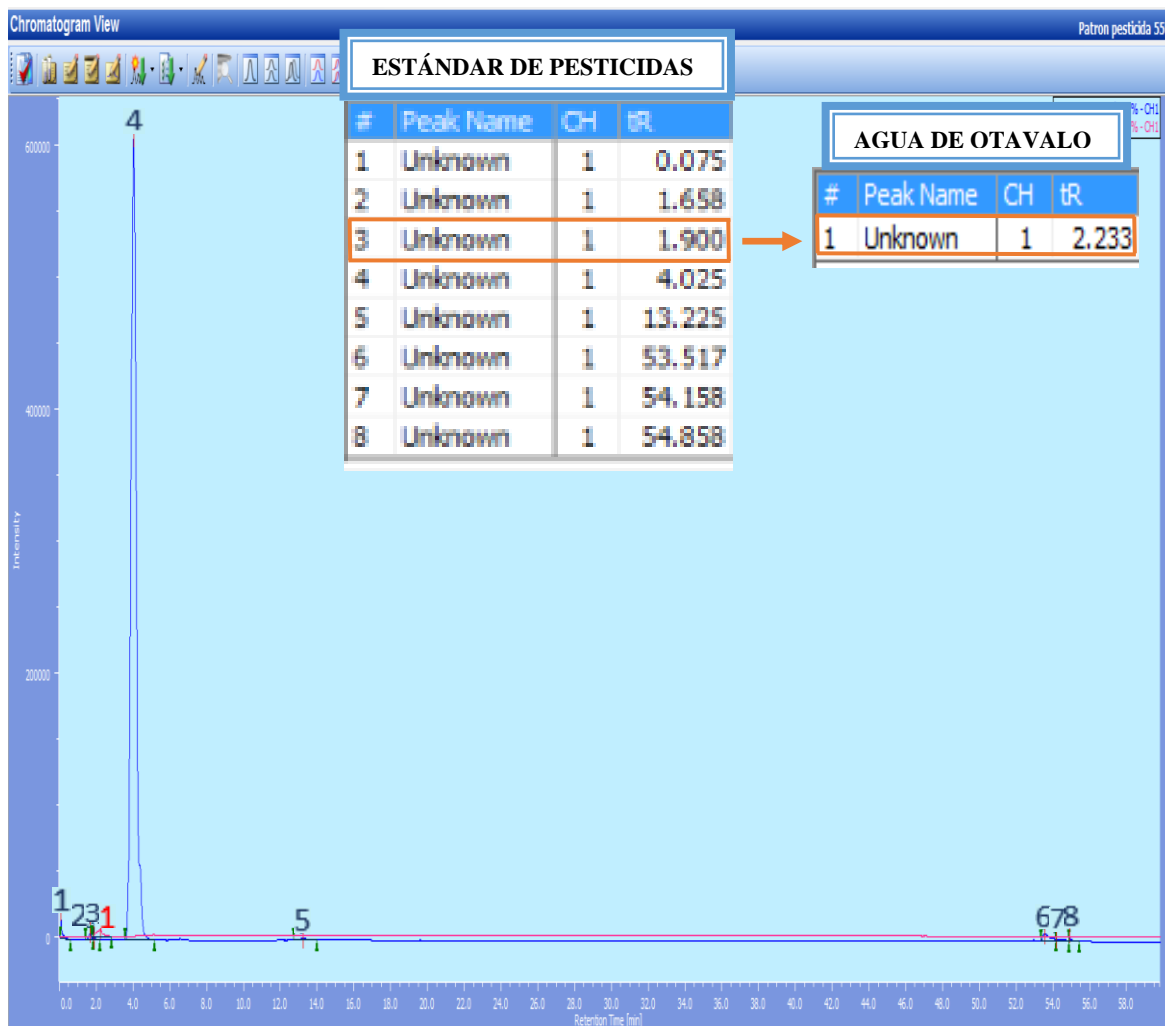 Chromatogram View
Patron pesticida 55
ESTÁNDAR DE PESTICIDAS
# Peak Name CH tR
1 Unknown 1 0.075
2 Unknown 1 1.658
3 Unknown 1 1.900
4 Unknown 1 4.025
5 Unknown 1 13.225
6 Unknown 1 53.517
7 Unknown 1 54.158
8 Unknown 1 54.858
% - CH1
% - CH1
AGUA DE OTAVALO
# Peak Name CH tR
1 Unknown 1 2.233
4
600000
400000
Intensity
200000
0
1 2 3 1 5 6 7 8
0.0 2.0 4.0 6.0 8.0 10.0 12.0 14.0 16.0 18.0 20.0 22.0 24.0 26.0 28.0 30.0 32.0 34.0 36.0 38.0 40.0 42.0 44.0 46.0 48.0 50.0 52.0 54.0 56.0 58.0
Retention Time [min]